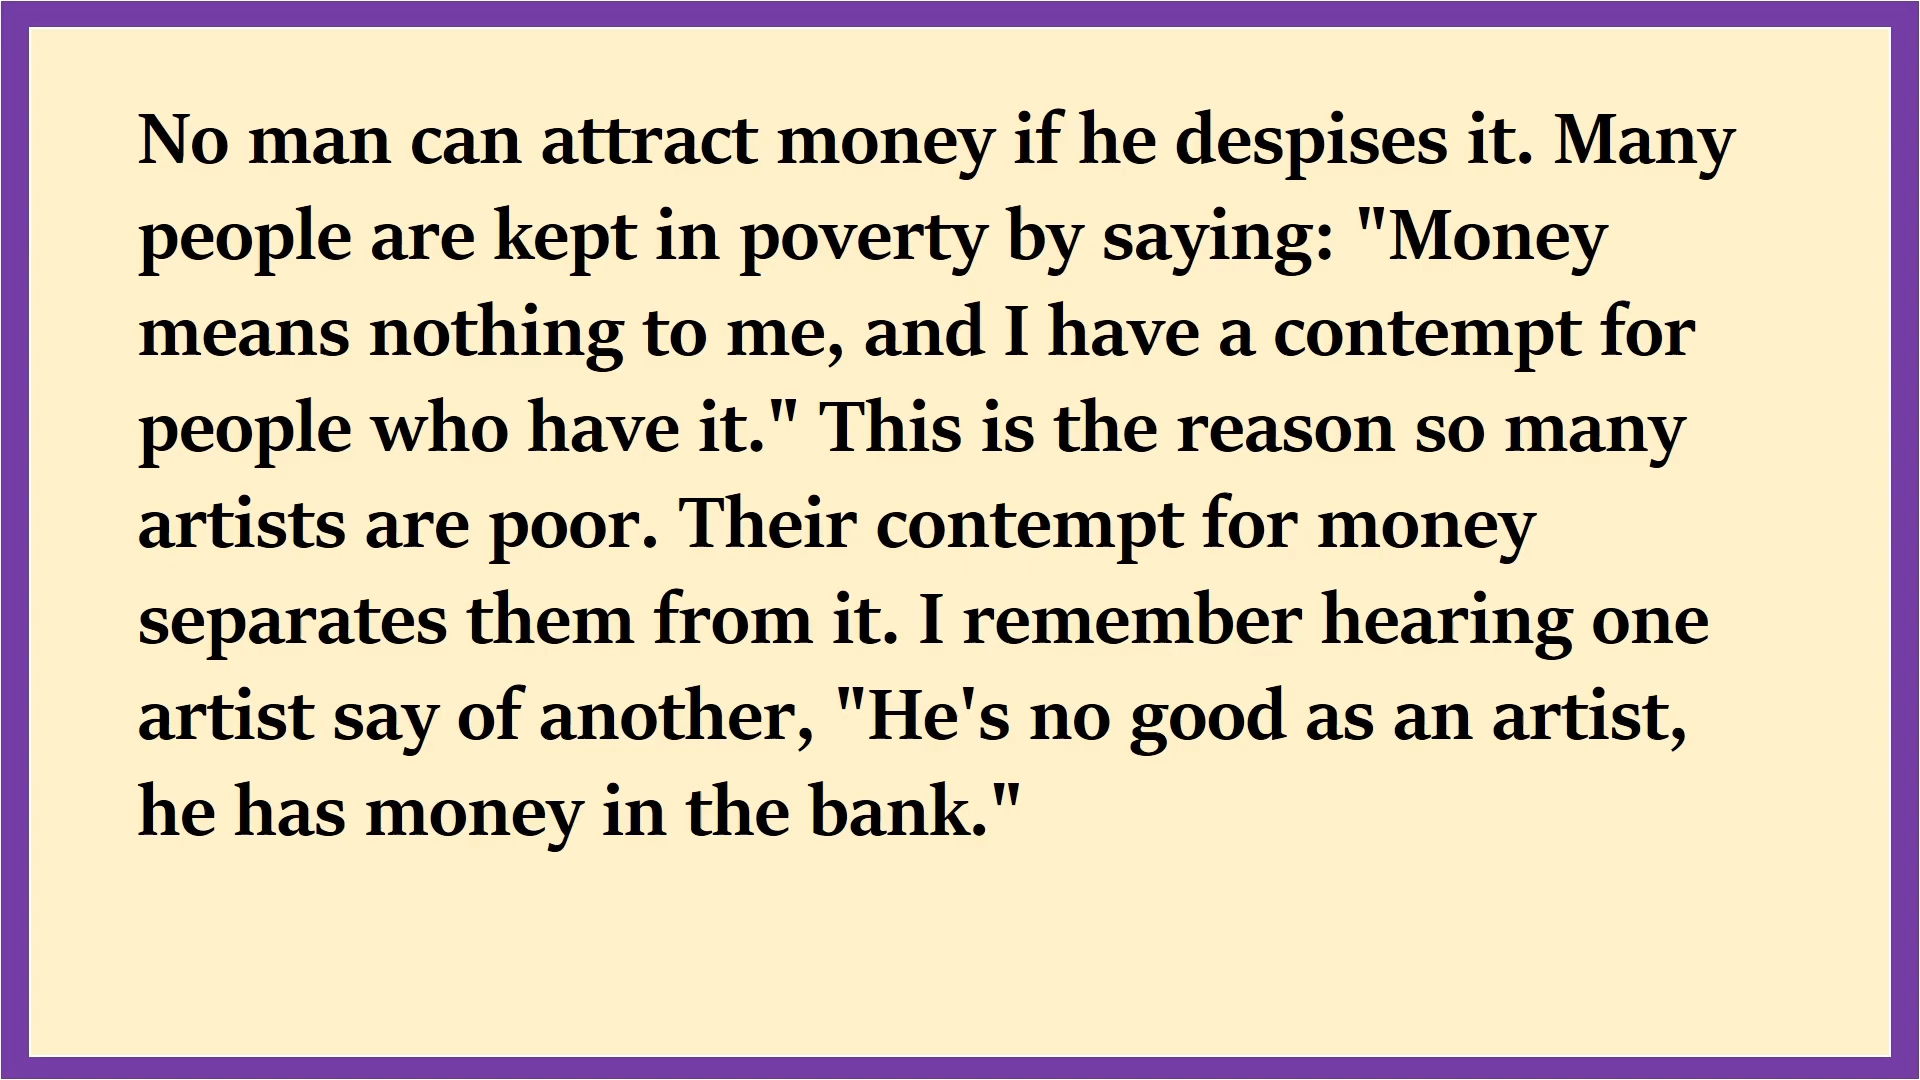 No man can attract money if he despises it. Many
people are kept in poverty by saying: "Money
means nothing to me, and I have a contempt for
people who have it." This is the reason so many
artists are poor. Their contempt for money
separates them from it. I remember hearing one
artist say of another, "He's no good as an artist,
he has money in the bank."